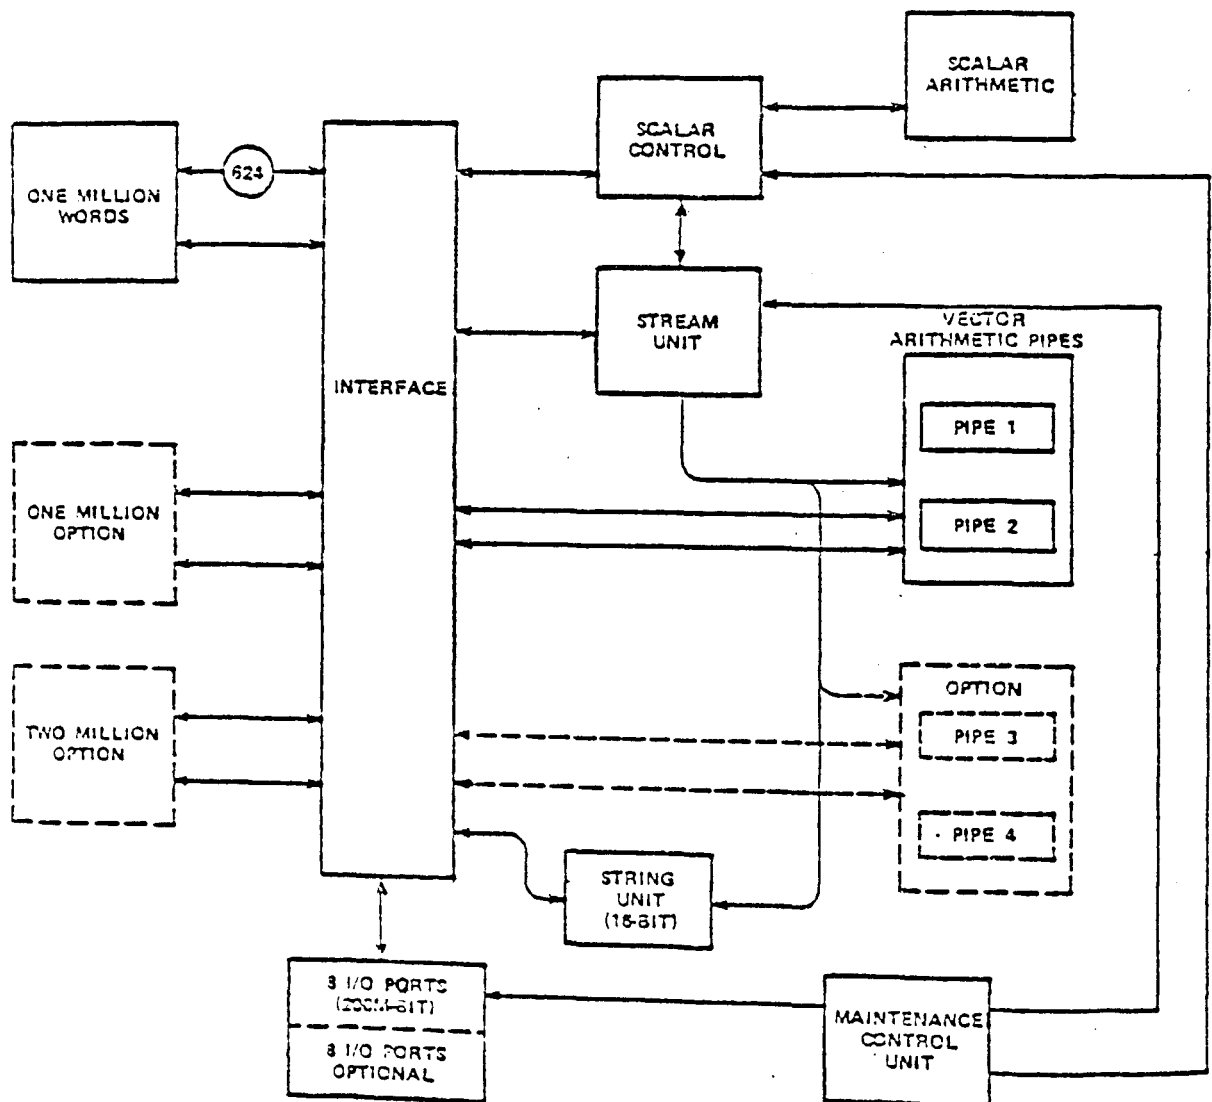 SCALAR
ARITHMETIC
SCALAR
CONTROL
624
ONE MILLION
WORDS
STREAM
UNIT
VECTOR
ARITHMETIC PIPES
INTERFACE
PIPE 1
ONE MILLION
OPTION
PIPE 2
TWO MILLION
OPTION
OPTION
PIPE 3
PIPE 4
STRING
UNIT
(16-BIT)
8 I/O PORTS
(200M-BIT)
8 I/O PORTS
OPTIONAL
MAINTENANCE
CONTROL
UNIT